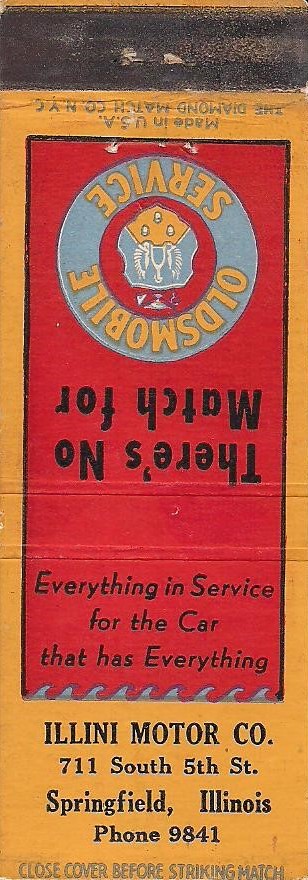 THE DIAMOND MATCH CO. N.Y.C.
Made in U.S.A.
OLDSMOBILE
SERVICE
There's No
Match for
Everything in Service
for the Car
that has Everything
ILLINI MOTOR CO.
711 South 5th St.
Springfield, Illinois
Phone 9841
CLOSE COVER BEFORE STRIKING MATCH